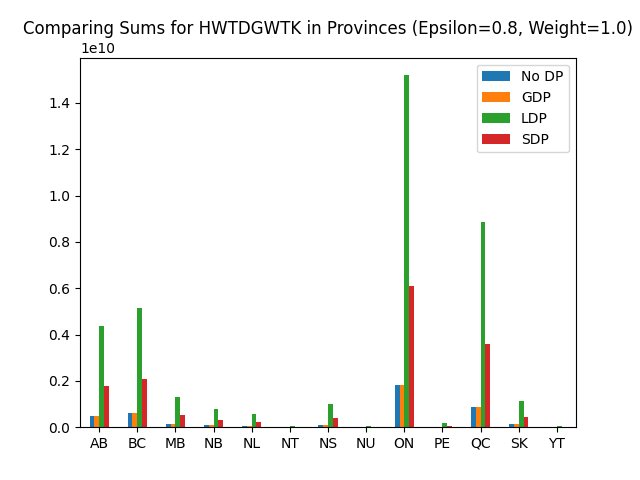 Comparing Sums for HWTDGWTK in Provinces (Epsilon=0.8, Weight=1.0)
1e10
No DP
GDP
LDP
SDP
1.4
1.2
1.0
0.8
0.6
0.4
0.2
0.0
AB BC MB NB NL NT NS NU ON PE QC SK YT